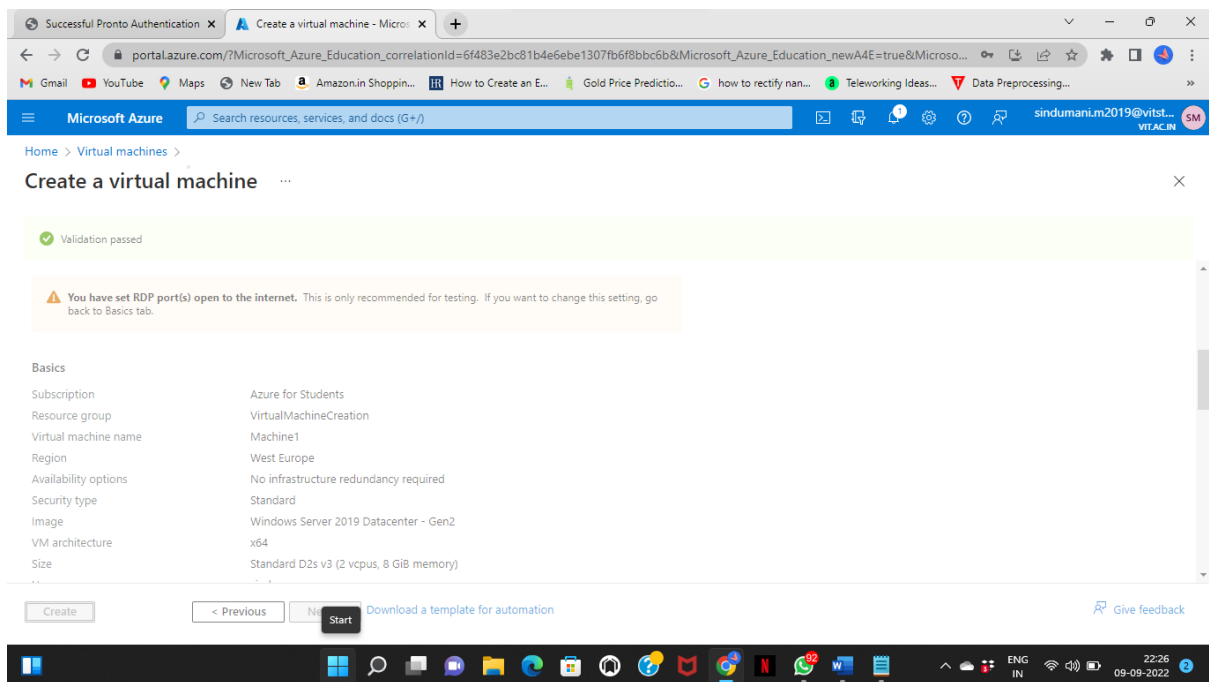 Successful Pronto Authentication
Create a virtual machine - Micros
portal.azure.com/?Microsoft_Azure_Education_correlationId=6f483e2bc81b4e6ebe1307fb6f8bbc6b&Microsoft_Azure_Education_newA4E=true&Microso...
Gmail YouTube Maps New Tab Amazon.in Shoppin... How to Create an E... Gold Price Predictio... how to rectify nan... Teleworking Ideas... Data Preprocessing... »
Microsoft Azure Search resources, services, and docs (G+/) 1 sindumani.m2019@vitst... SM
VIT.AC.IN
Home > Virtual machines >
Create a virtual machine ...
Validation passed
You have set RDP port(s) open to the internet. This is only recommended for testing. If you want to change this setting, go
back to Basics tab.
Basics
Subscription Azure for Students
Resource group VirtualMachineCreation
Virtual machine name Machine1
Region West Europe
Availability options No infrastructure redundancy required
Security type Standard
Image Windows Server 2019 Datacenter - Gen2
VM architecture x64
Size Standard D2s v3 (2 vcpus, 8 GiB memory)
Create < Previous Download a template for automation Give feedback
Start
92 ENG 22:26
IN 09-09-2022 2